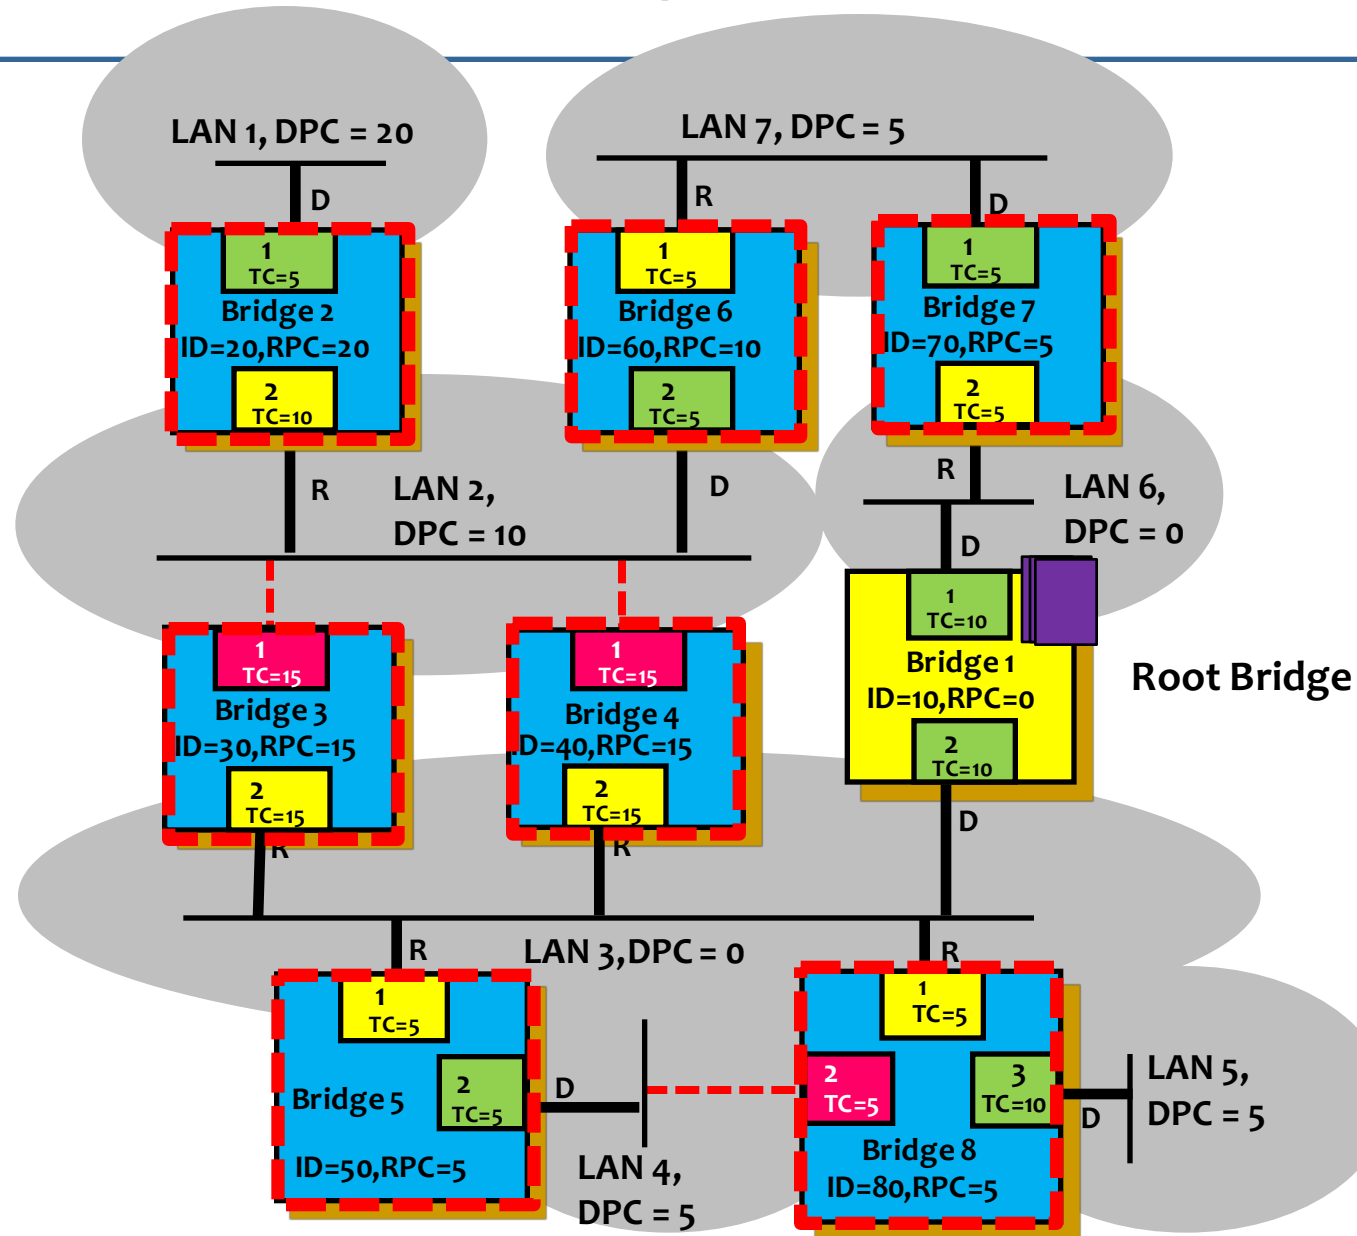 LAN 1, DPC = 20
LAN 7, DPC = 5
D
R
D
1
TC=5
Bridge 2
ID=20,RPC=20
2
TC=10
1
TC=5
Bridge 6
ID=60,RPC=10
2
TC=5
1
TC=5
Bridge 7
ID=70,RPC=5
2
TC=5
R
LAN 2,
DPC = 10
D
R
LAN 6,
DPC = 0
D
1
TC=15
Bridge 3
ID=30,RPC=15
2
TC=15
R
1
TC=15
Bridge 4
ID=40,RPC=15
2
TC=15
R
1
TC=10
Bridge 1
ID=10,RPC=0
2
TC=10
D
Root Bridge
R
LAN 3,DPC = 0
R
1
TC=5
2
TC=5
Bridge 5
ID=50,RPC=5
D
LAN 4,
DPC = 5
1
TC=5
2
TC=5
3
TC=10
Bridge 8
ID=80,RPC=5
D
LAN 5,
DPC = 5